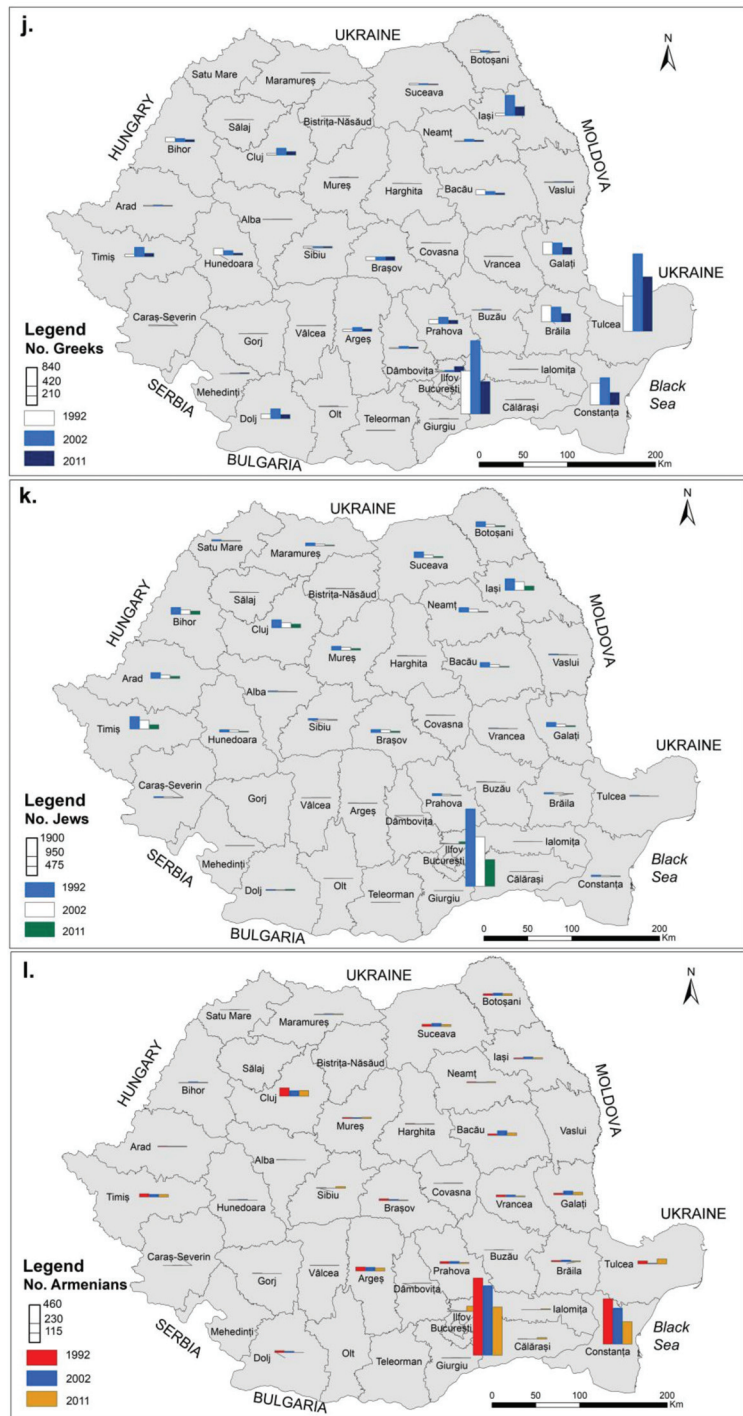 j.
UKRAINE
N
Satu Mare
Maramureș
Suceava
Botoșani
HUNGARY
Sălaj
Bistrița-Năsăud
Iași
Bihor
Cluj
Neamț
MOLDOVA
Mureș
Harghita
Bacău
Vaslui
Arad
Alba
Timiș
Hunedoara
Sibiu
Brașov
Covasna
Vrancea
Galați
UKRAINE
Caraș-Severin
Gorj
Vâlcea
Argeș
Prahova
Buzău
Brăila
Tulcea
Legend
No. Greeks
840
420
210
1992
2002
2011
SERBIA
Mehedinți
Dâmbovița
Ilfov
București
Ialomița
Black
Sea
Dolj
Olt
Teleorman
Giurgiu
Călărași
Constanța
BULGARIA
0 50 100 200
Km
k.
UKRAINE
N
Satu Mare
Maramureș
Suceava
Botoșani
HUNGARY
Sălaj
Bistrița-Năsăud
Iași
Bihor
Cluj
Neamț
MOLDOVA
Mureș
Harghita
Bacău
Vaslui
Arad
Alba
Timiș
Hunedoara
Sibiu
Brașov
Covasna
Vrancea
Galați
UKRAINE
Caraș-Severin
Gorj
Vâlcea
Argeș
Prahova
Buzău
Brăila
Tulcea
Legend
No. Jews
1900
950
475
1992
2002
2011
SERBIA
Mehedinți
Dâmbovița
Ilfov
București
Ialomița
Black
Sea
Dolj
Olt
Teleorman
Giurgiu
Călărași
Constanța
BULGARIA
0 50 100 200
Km
l.
UKRAINE
N
Satu Mare
Maramureș
Suceava
Botoșani
HUNGARY
Sălaj
Bistrița-Năsăud
Iași
Bihor
Cluj
Neamț
MOLDOVA
Mureș
Harghita
Bacău
Vaslui
Arad
Alba
Timiș
Hunedoara
Sibiu
Brașov
Covasna
Vrancea
Galați
UKRAINE
Caraș-Severin
Gorj
Vâlcea
Argeș
Prahova
Buzău
Brăila
Tulcea
Legend
No. Armenians
460
230
115
1992
2002
2011
SERBIA
Mehedinți
Dâmbovița
Ilfov
București
Ialomița
Black
Sea
Dolj
Olt
Teleorman
Giurgiu
Călărași
Constanța
BULGARIA
0 50 100 200
Km